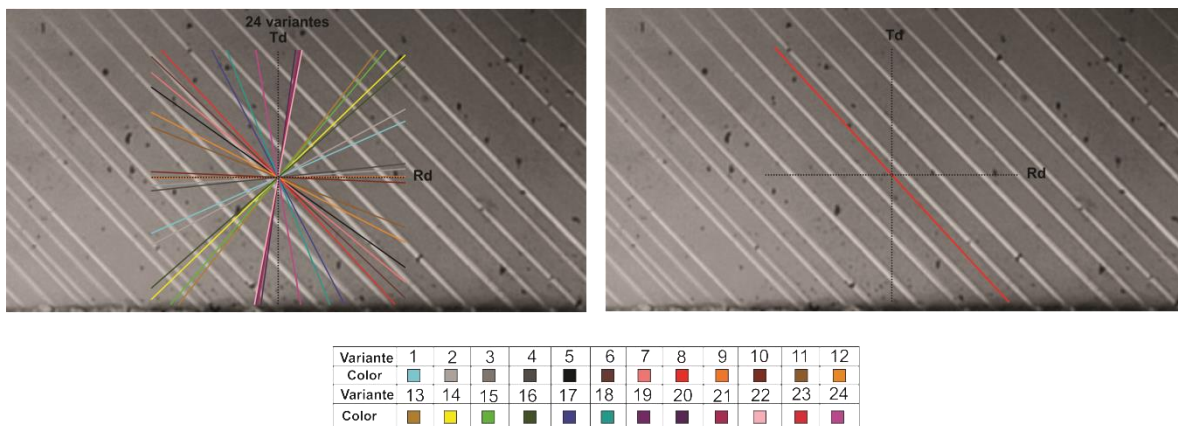 24 variantes
Td
Rd
Td
Rd
Variante 1 2 3 4 5 6 7 8 9 10 11 12
Color
Variante 13 14 15 16 17 18 19 20 21 22 23 24
Color